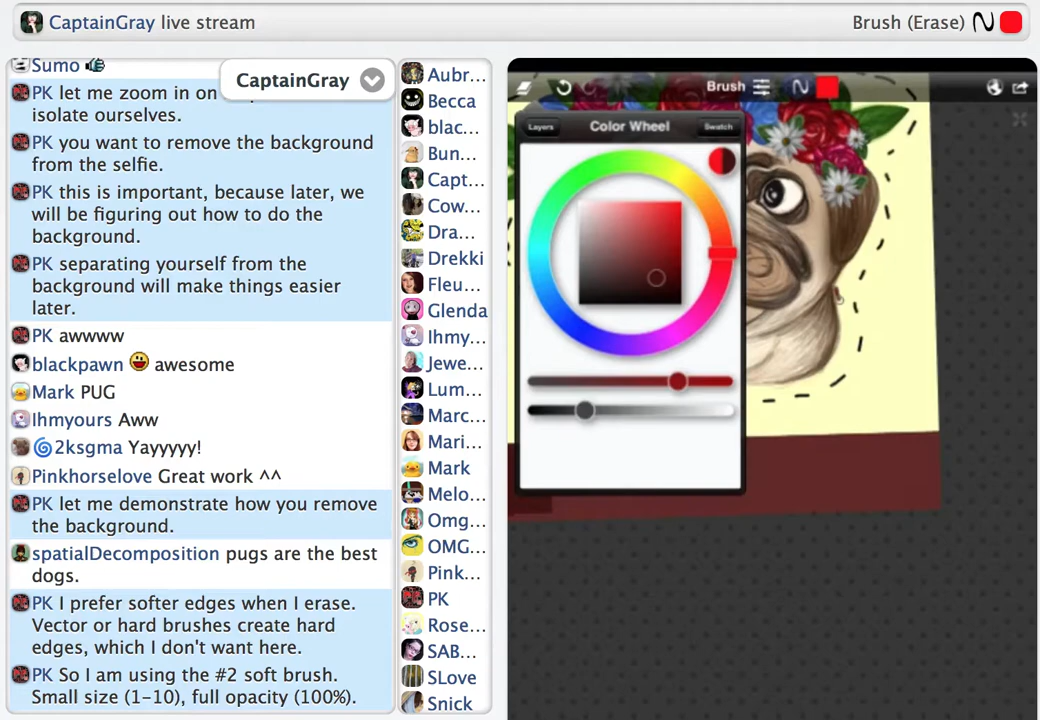 CaptainGray live stream
Brush (Erase)
Sumo
CaptainGray
PK let me zoom in on
isolate ourselves.
PK you want to remove the background
from the selfie.
PK this is important, because later, we
will be figuring out how to do the
background.
PK separating yourself from the
background will make things easier
later.
PK awwww
blackpawn awesome
Mark PUG
Ihmyours Aww
2ksgma Yayyyyy!
Pinkhorselove Great work ^^
PK let me demonstrate how you remove
the background.
spatialDecomposition pugs are the best
dogs.
PK I prefer softer edges when I erase.
Vector or hard brushes create hard
edges, which I don't want here.
PK So I am using the #2 soft brush.
Small size (1-10), full opacity (100%).
Aubr...
Becca
blac...
Bun...
Capt...
Cow...
Dra...
Drekki
Fleu...
Glenda
Ihmy...
Jewe...
Lum...
Marc...
Mari...
Mark
Melo...
Omg...
OMG...
Pink...
PK
Rose...
SAB...
SLove
Snick
Brush
Layers
Color Wheel
Swatch